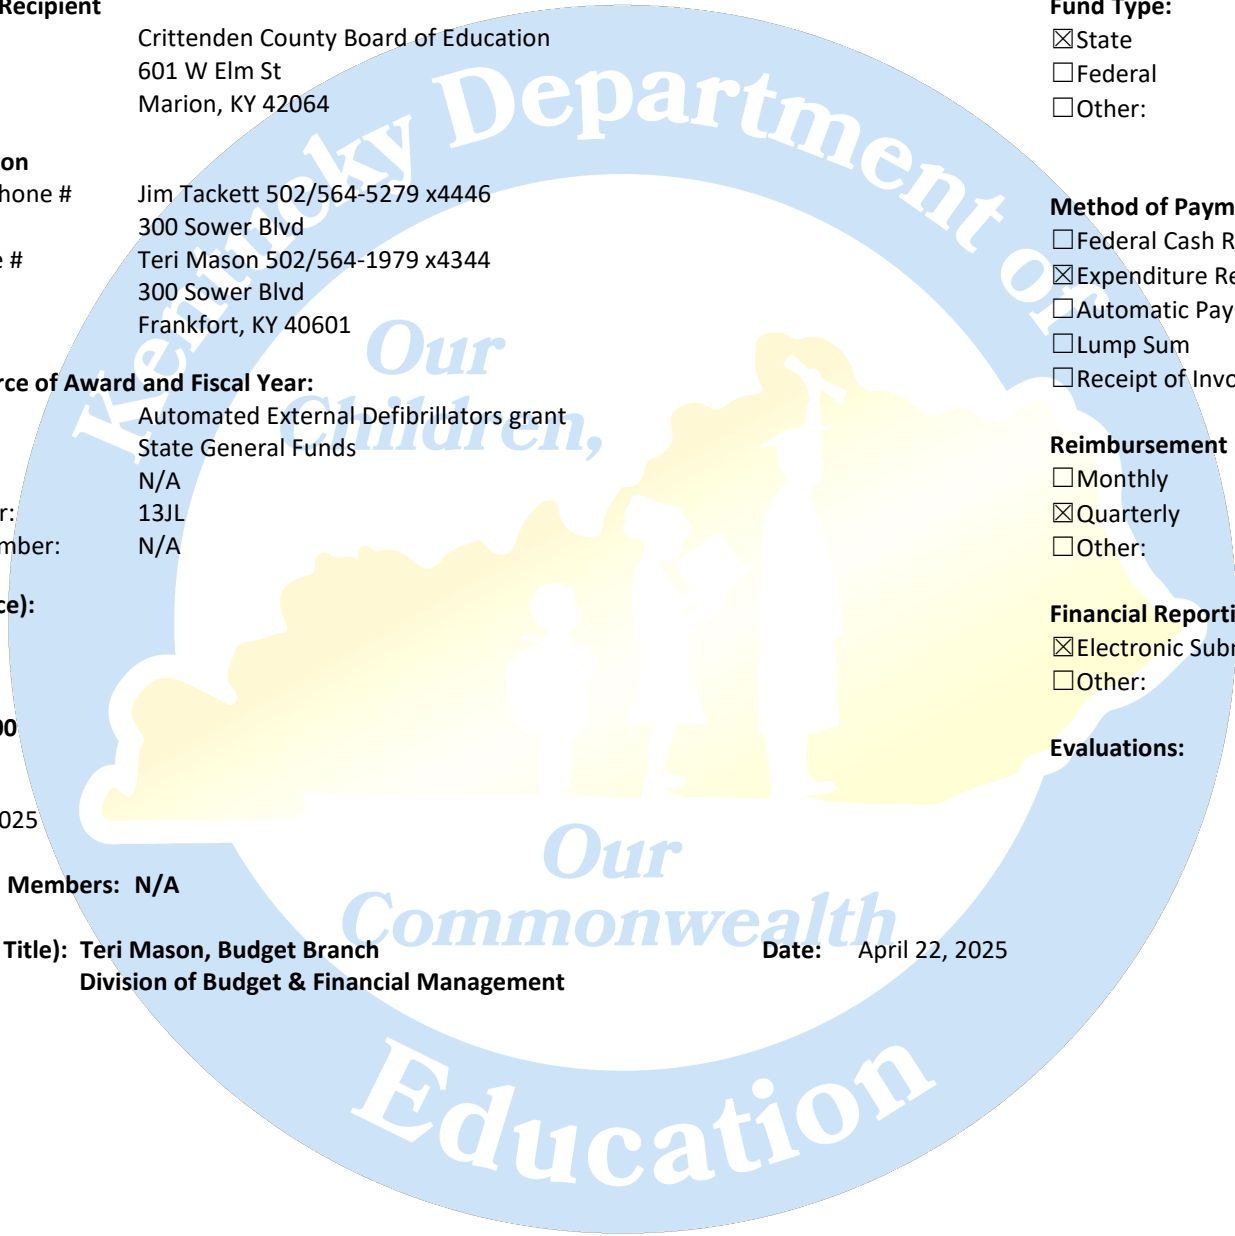 Recipient
Crittenden County Board of Education
601 W Elm St
Marion, KY 42064
on
hone # Jim Tackett 502/564-5279 x4446
300 Sower Blvd
e # Teri Mason 502/564-1979 x4344
300 Sower Blvd
Frankfort, KY 40601
rce of Award and Fiscal Year:
Automated External Defibrillators grant
State General Funds
N/A
r: 13JL
mber: N/A
ce):
00
025
Members: N/A
Title): Teri Mason, Budget Branch
Division of Budget & Financial Management
Date: April 22, 2025
Fund Type:
☒State
☐Federal
☐Other:
Method of Paym
☐Federal Cash R
☒Expenditure Re
☐Automatic Pay
☐Lump Sum
☐Receipt of Invo
Reimbursement
☐Monthly
☒Quarterly
☐Other:
Financial Reporti
☒Electronic Subm
☐Other:
Evaluations:
Kentucky Department of
Education
Our
Children,
Our
Commonwealth